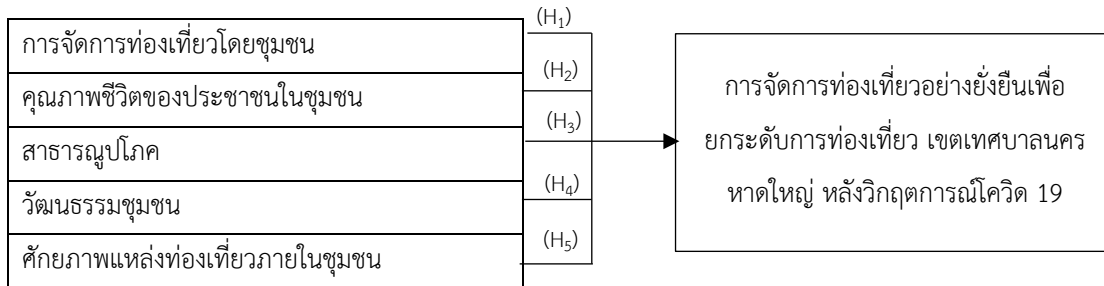 การจัดการท่องเที่ยวโดยชุมชน
คุณภาพชีวิตของประชาชนในชุมชน
สาธารณูปโภค
วัฒนธรรมชุมชน
ศักยภาพแหล่งท่องเที่ยวภายในชุมชน
(H₁)
(H₂)
(H₃)
(H₄)
(H₅)
การจัดการท่องเที่ยวอย่างยั่งยืนเพื่อ
ยกระดับการท่องเที่ยว เขตเทศบาลนคร
หาดใหญ่ หลังวิกฤตการณ์โควิด 19